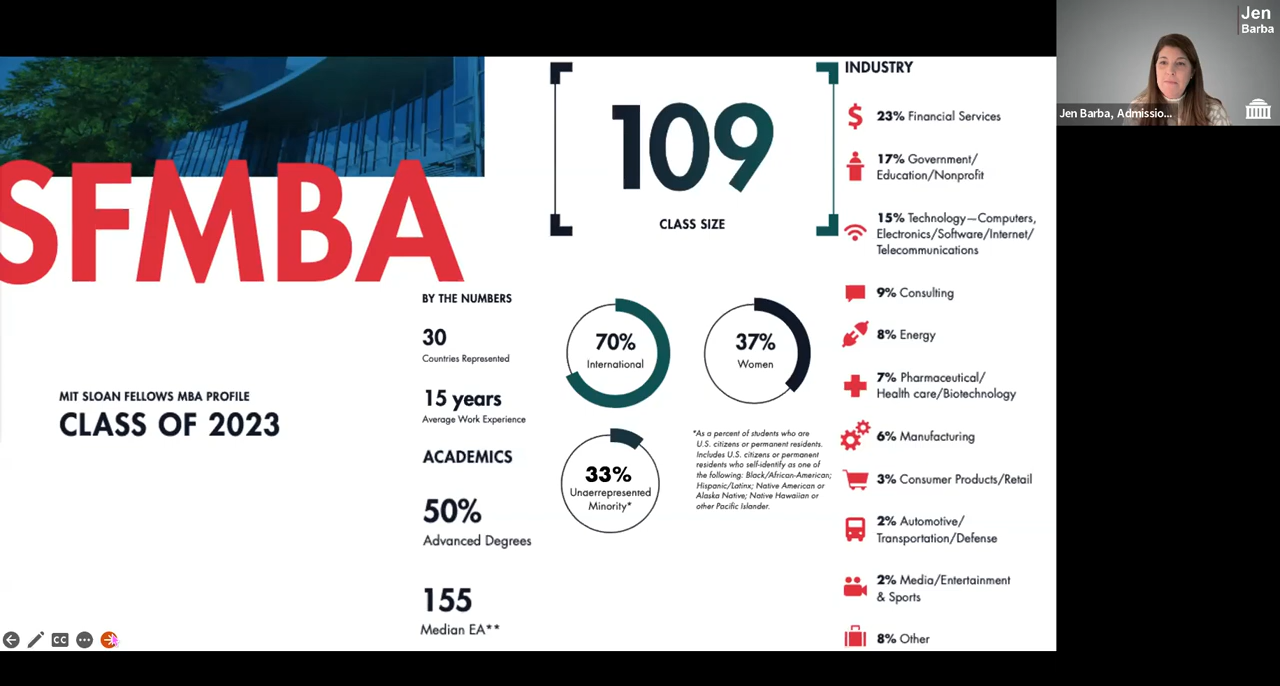 SFMBA
MIT SLOAN FELLOWS MBA PROFILE
CLASS OF 2023
109
CLASS SIZE
BY THE NUMBERS
30
Countries Represented
15 years
Average Work Experience
ACADEMICS
50%
Advanced Degrees
155
Median EA**
70%
International
37%
Women
33%
Underrepresented
Minority*
*As a percent of students who are
U.S. citizens or permanent residents.
Includes U.S. citizens or permanent
residents who self-identify as one of
the following: Black/African-American;
Hispanic/Latinx; Native American or
Alaska Native; Native Hawaiian or
other Pacific Islander.
INDUSTRY
$
23% Financial Services
17% Government/
Education/Nonprofit
15% Technology—Computers,
Electronics/Software/Internet/
Telecommunications
9% Consulting
8% Energy
7% Pharmaceutical/
Health care/Biotechnology
6% Manufacturing
3% Consumer Products/Retail
2% Automotive/
Transportation/Defense
2% Media/Entertainment
& Sports
8% Other
CC
Jen
Barba
Jen Barba, Admissio...